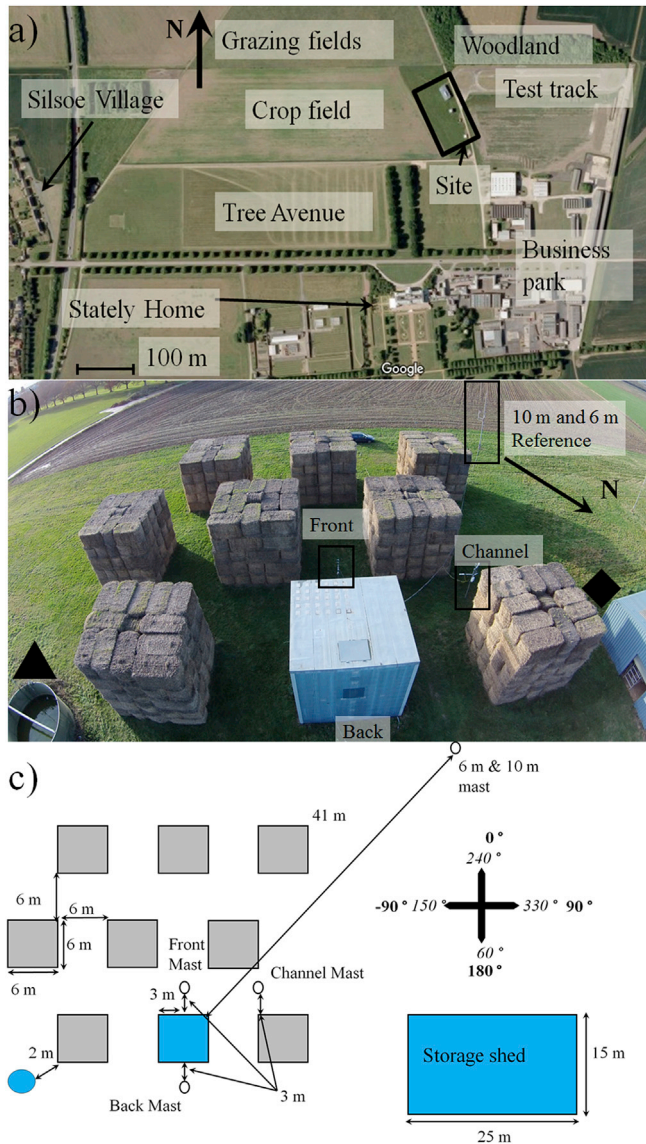 a)
N
Grazing fields
Woodland
Silsoe Village
Crop field
Test track
Site
Tree Avenue
Business
park
Stately Home
100 m
Google
b)
10 m and 6 m
Reference
N
Front
Channel
Back
c)
6 m & 10 m
mast
41 m
0 °
240 °
6 m
6 m
-90 ° 150 ° 330 ° 90 °
6 m
60 °
180 °
6 m
Front
Mast
Channel Mast
3 m
2 m
Storage shed
15 m
3 m
Back Mast
25 m